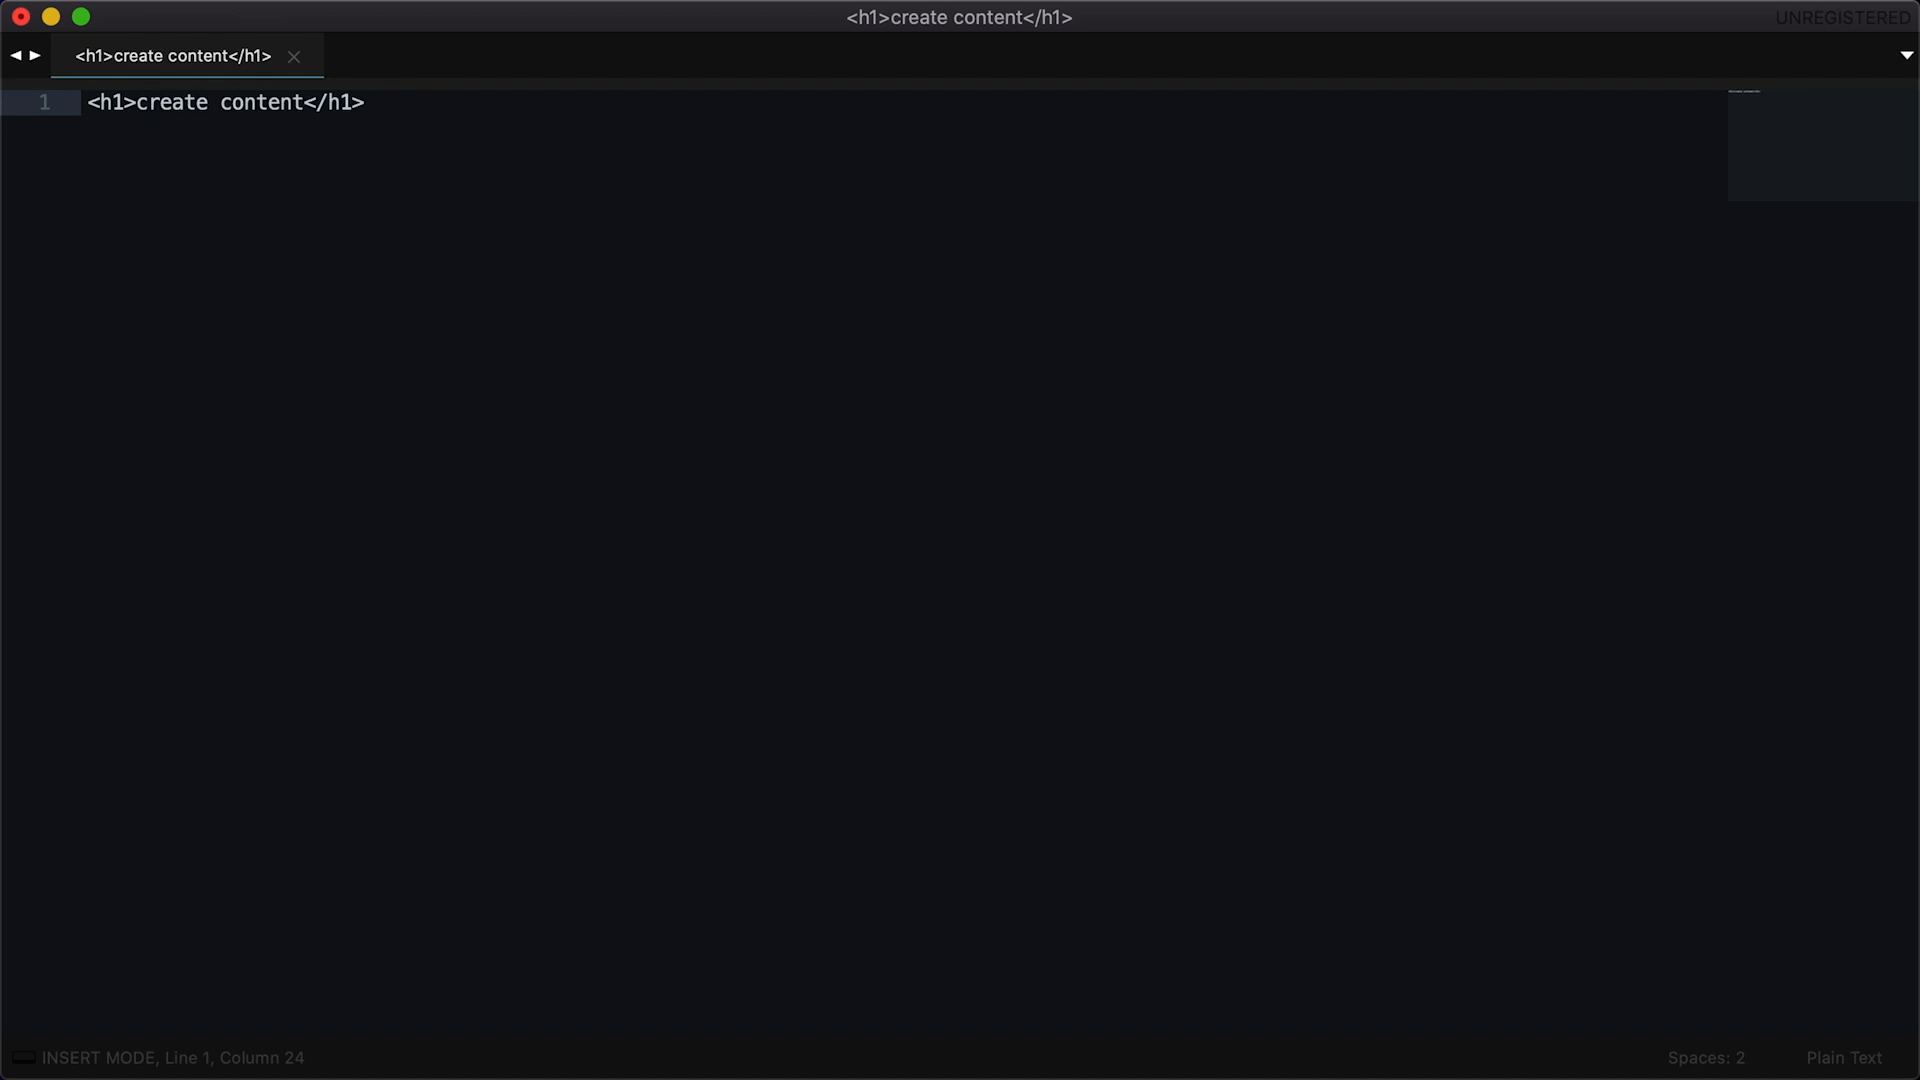 <h1>create content</h1>
UNREGISTERED
<h1>create content</h1>
1 <h1>create content</h1>
INSERT MODE, Line 1, Column 24
Spaces: 2
Plain Text